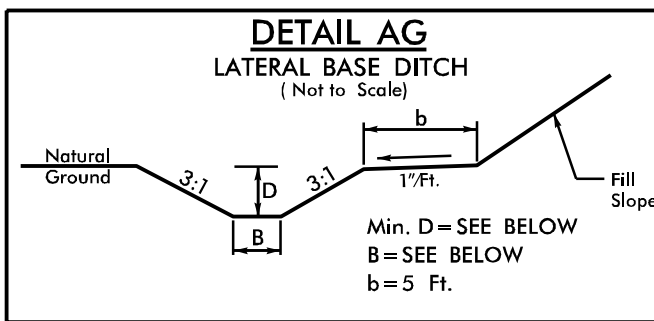 DETAIL AG
LATERAL BASE DITCH
( Not to Scale)
b
Natural
Ground
3:1
D
3:1
1"/Ft.
B
Fill
Slope
Min. D = SEE BELOW
B = SEE BELOW
b = 5 Ft.